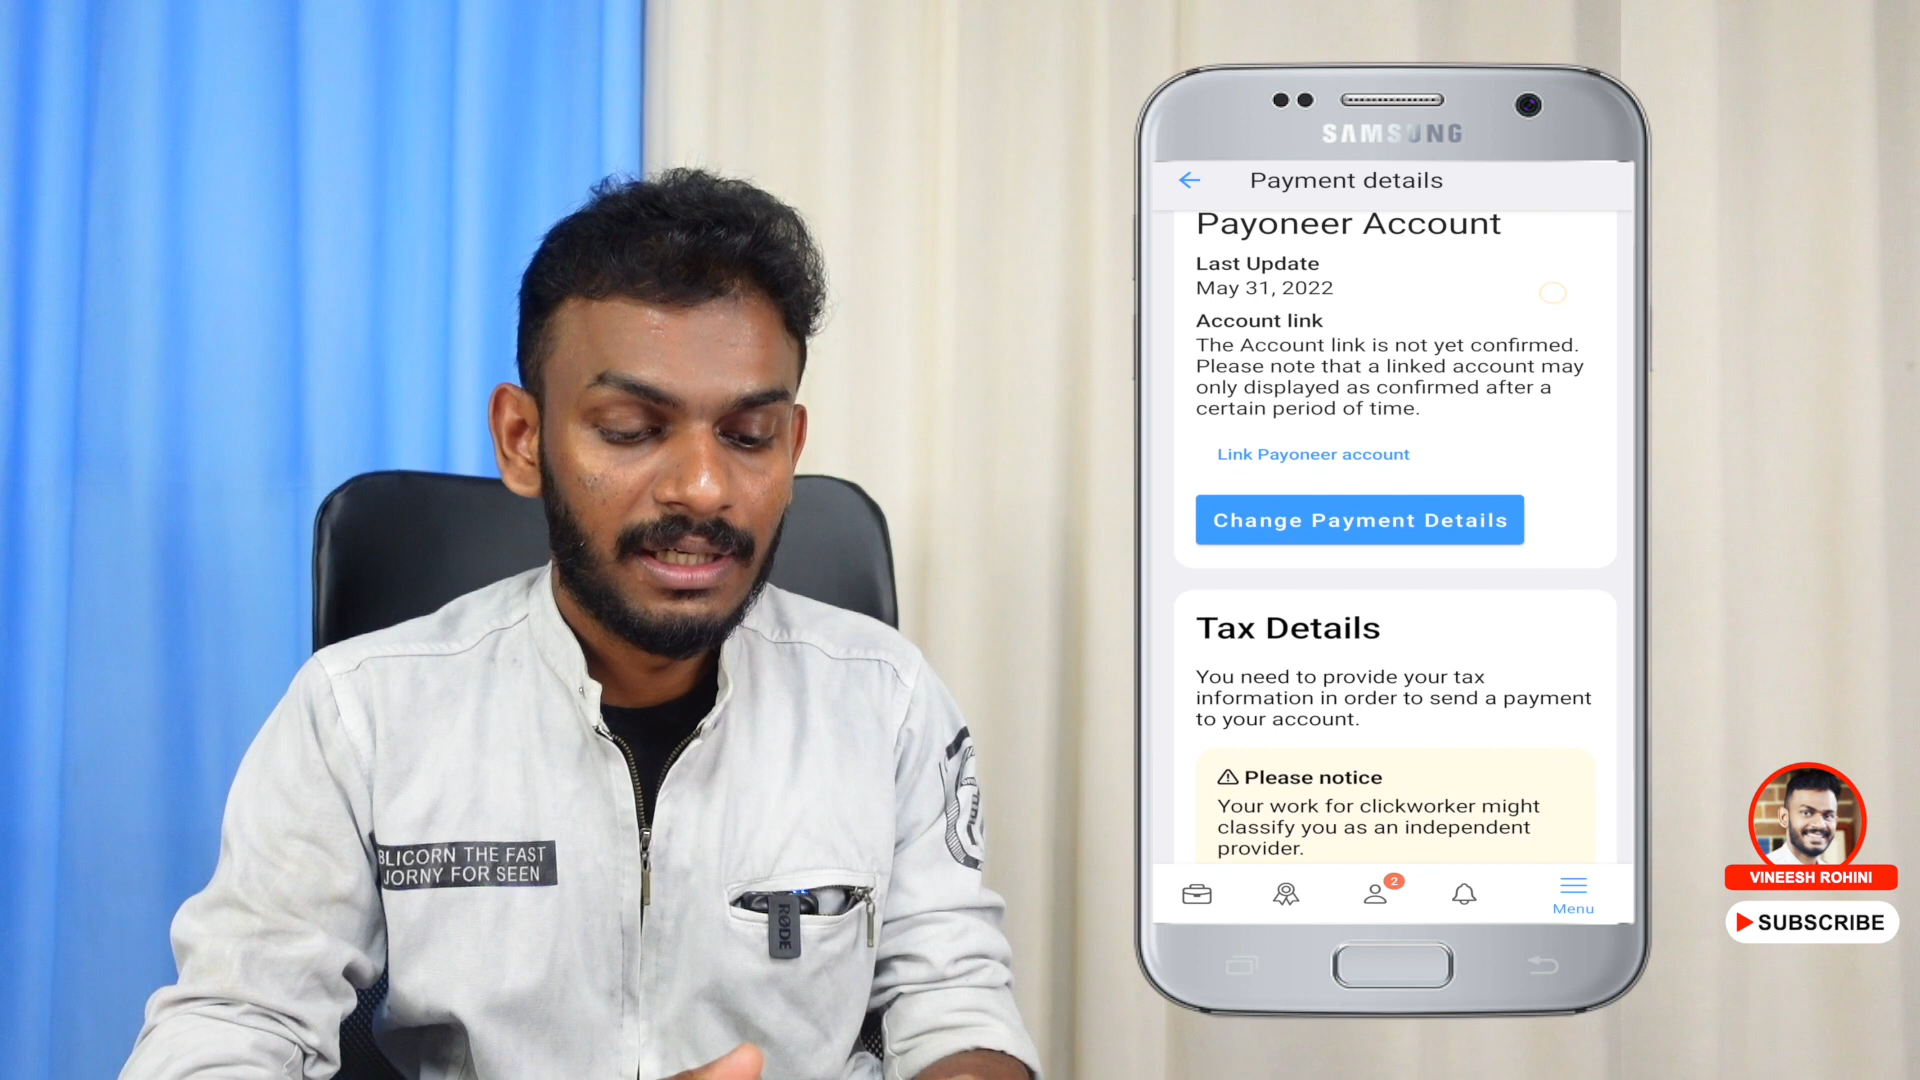 SAMSUNG
Payment details
Payoneer Account
Last Update
May 31, 2022
Account link
The Account link is not yet confirmed.
Please note that a linked account may
only displayed as confirmed after a
certain period of time.
Link Payoneer account
Change Payment Details
Tax Details
You need to provide your tax
information in order to send a payment
to your account.
Please notice
Your work for clickworker might
classify you as an independent
provider.
2
Menu
BLICORN THE FAST
JORNY FOR SEEN
RØDE
VINEESH ROHINI
SUBSCRIBE